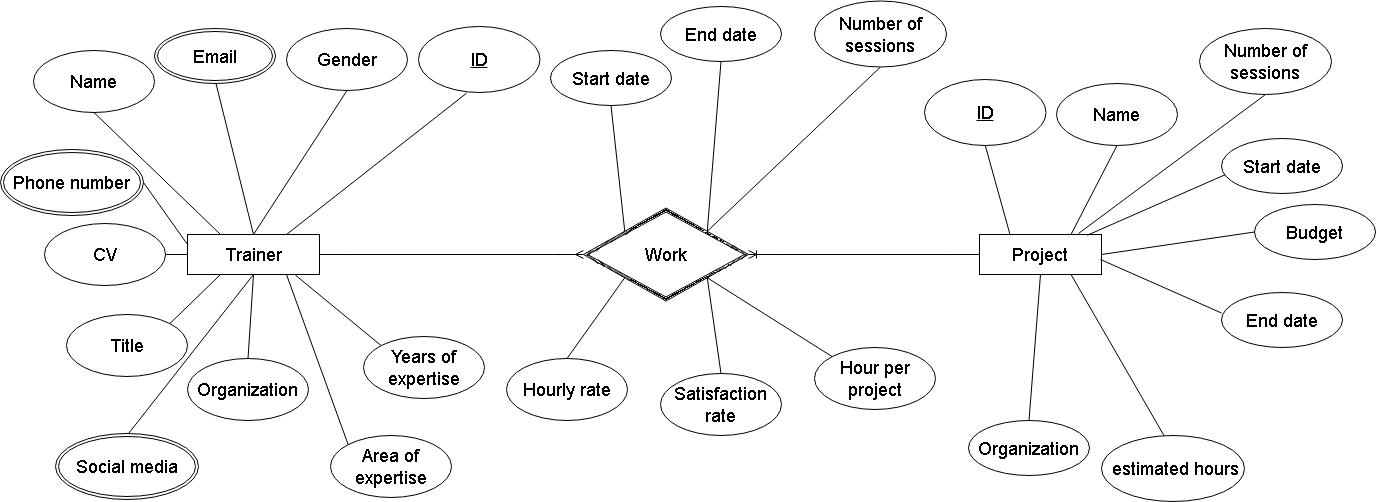 Name
Email
Gender
ID
Start date
End date
Number of
sessions
ID
Name
Number of
sessions
Phone number
Start date
CV
Trainer
Work
Project
Budget
Title
Organization
Years of
expertise
Hourly rate
Satisfaction
rate
Hour per
project
End date
Social media
Area of
expertise
Organization
estimated hours